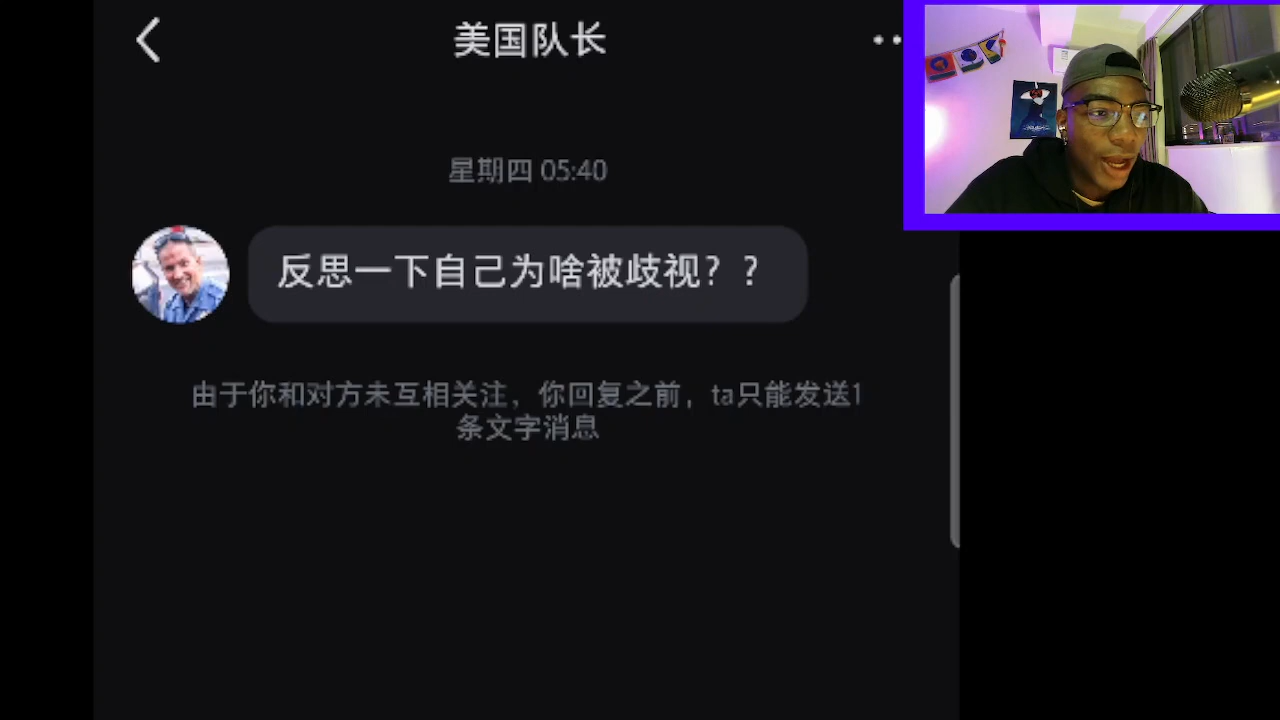 美国队长
星期四 05:40
反思一下自己为啥被歧视？？
由于你和对方未互相关注，你回复之前，ta只能发送1
条文字消息